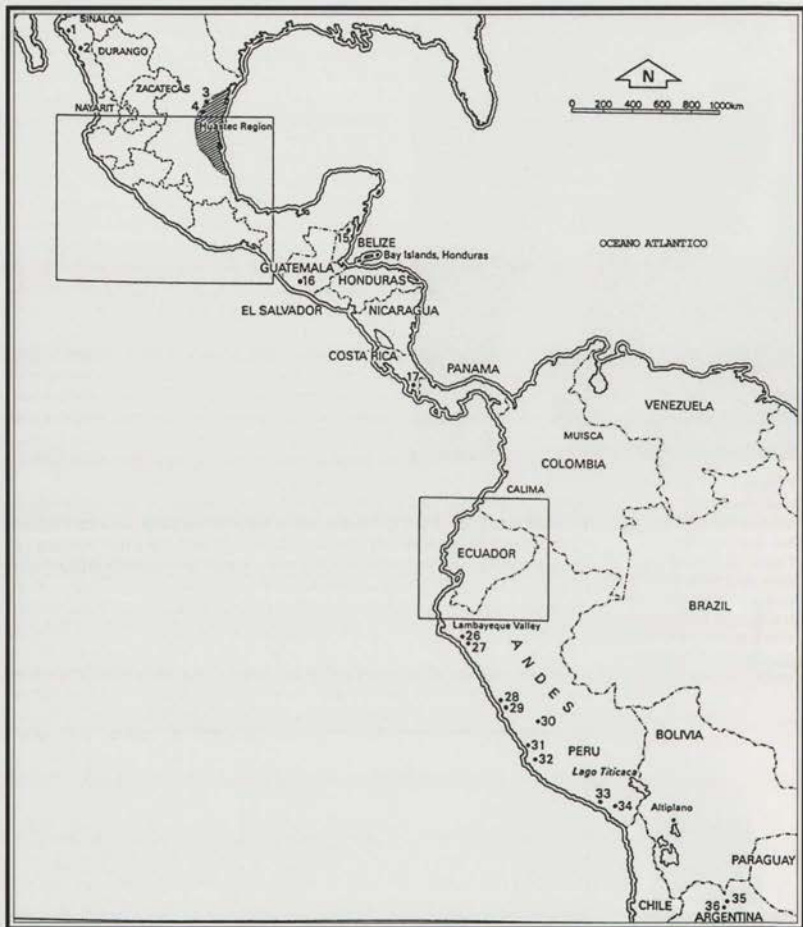 SINALOA
1
2
DURANGO
ZACATECAS
3
4
NAYARIT
Huastec Region
N
0 200 400 600 1000km
15
BELIZE
Bay Islands, Honduras
OCEANO ATLANTICO
GUATEMALA
16
HONDURAS
EL SALVADOR
NICARAGUA
COSTA RICA
PANAMA
17
VENEZUELA
MUISCA
COLOMBIA
CALIMA
ECUADOR
BRAZIL
Lambayeque Valley
26
27
ANDES
28
29
30
BOLIVIA
31
PERU
32
Lago Titicaca
33
34
Altiplano
PARAGUAY
CHILE
35
36
ARGENTINA